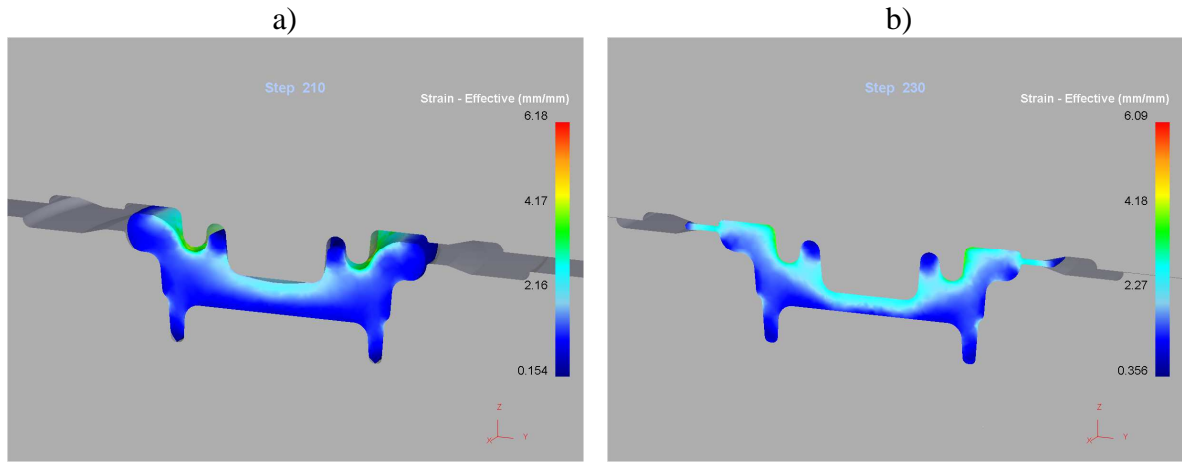 a)
Step 210
Strain - Effective (mm/mm)
6.18
4.17
2.16
0.154
Z
X
Y
b)
Step 230
Strain - Effective (mm/mm)
6.09
4.18
2.27
0.356
Z
X
Y